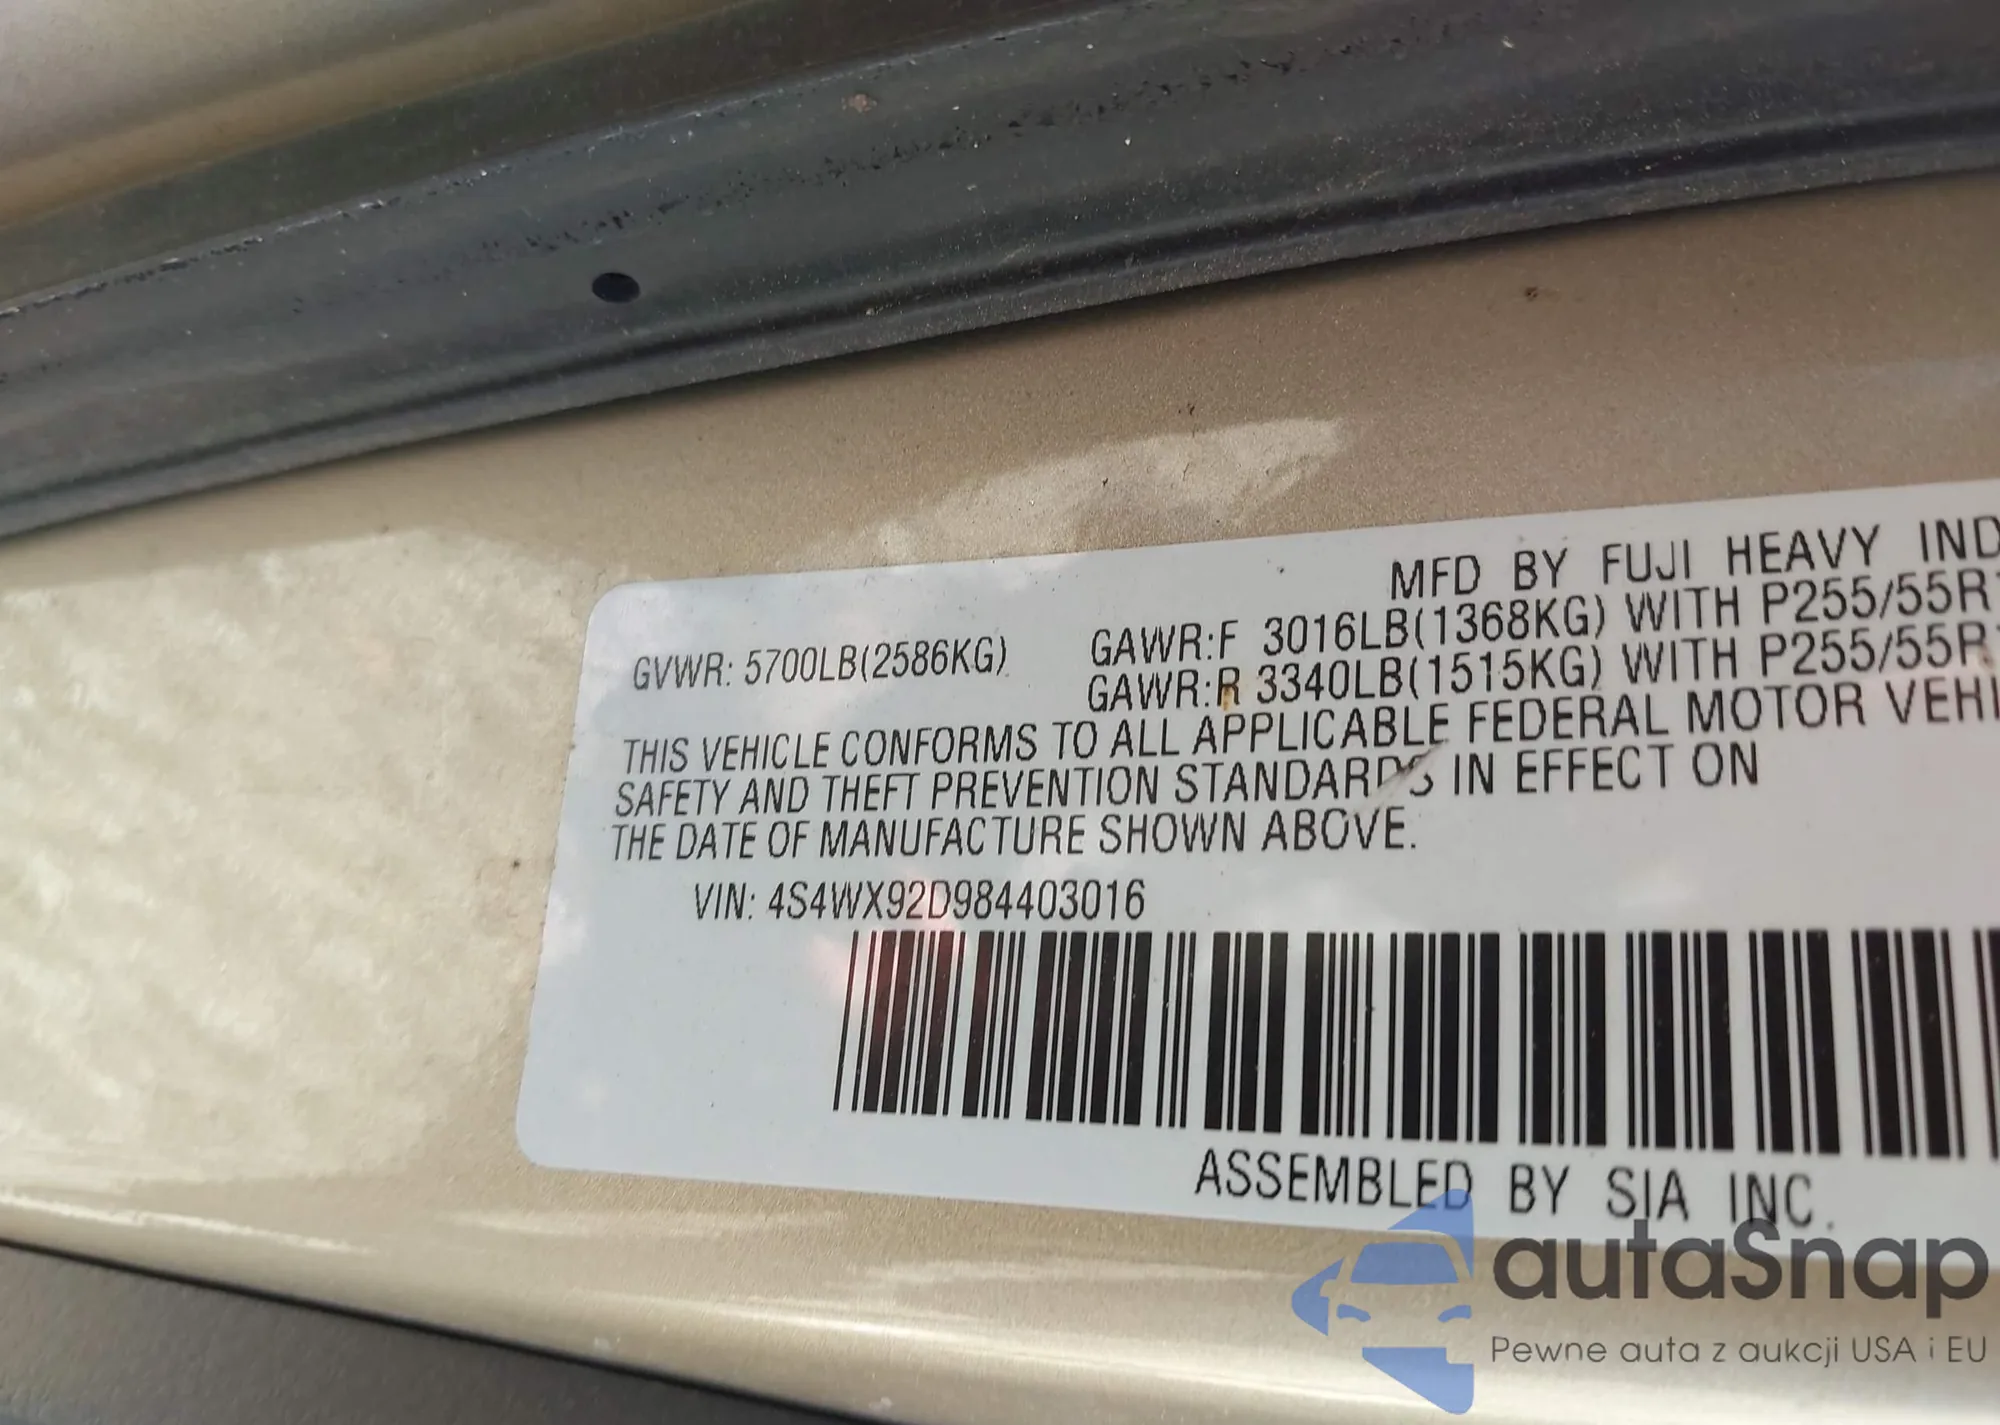 MFD BY FUJI HEAVY IND
GVWR: 5700LB(2586KG) GAWR:F 3016LB(1368KG) WITH P255/55R1
GAWR:R 3340LB(1515KG) WITH P255/55R1
THIS VEHICLE CONFORMS TO ALL APPLICABLE FEDERAL MOTOR VEHI
SAFETY AND THEFT PREVENTION STANDARDS IN EFFECT ON
THE DATE OF MANUFACTURE SHOWN ABOVE.
VIN: 4S4WX92D984403016
ASSEMBLED BY SIA INC.
autaSnap
Pewne auta z aukcji USA i EU